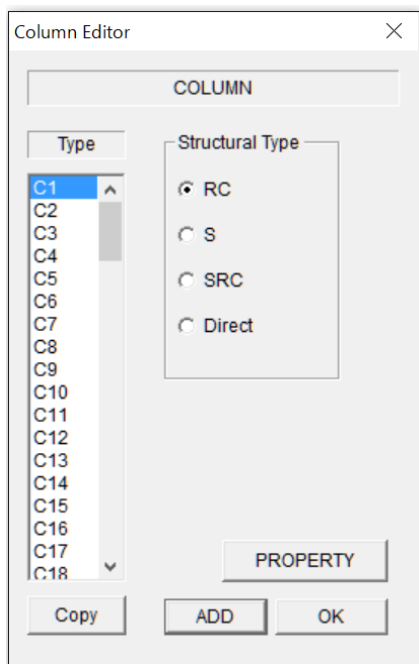 Column Editor
COLUMN
Type
Structural Type
C1
C2
C3
C4
C5
C6
C7
C8
C9
C10
C11
C12
C13
C14
C15
C16
C17
C18
RC
S
SRC
Direct
PROPERTY
Copy
ADD
OK